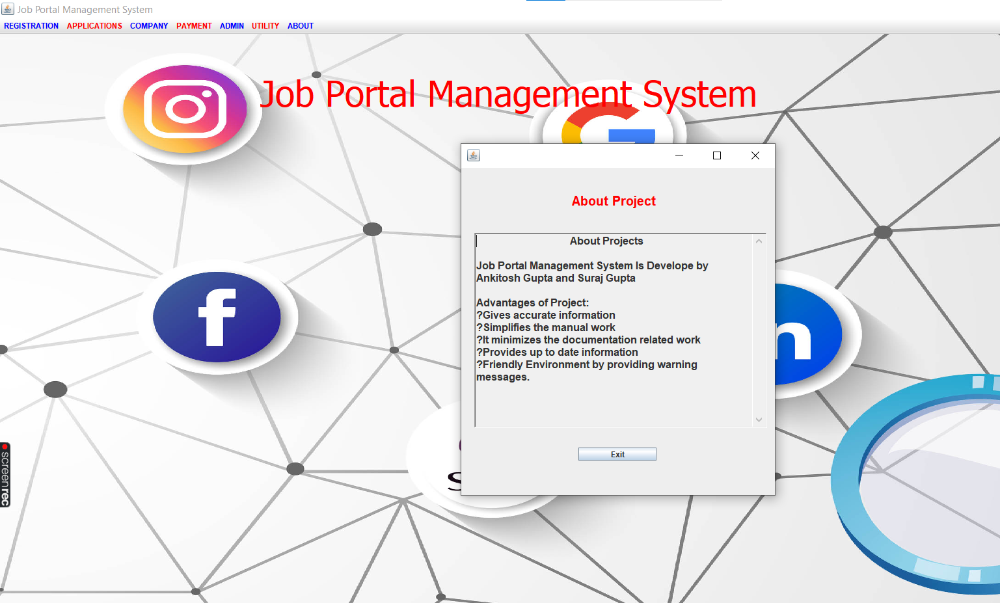 Job Portal Management System
REGISTRATION APPLICATIONS COMPANY PAYMENT ADMIN UTILITY ABOUT
Job Portal Management System
About Project
About Projects
Job Portal Management System Is Develope by
Ankitosh Gupta and Suraj Gupta
Advantages of Project:
?Gives accurate information
?Simplifies the manual work
?It minimizes the documentation related work
?Provides up to date information
?Friendly Environment by providing warning
messages.
Exit
screenrec